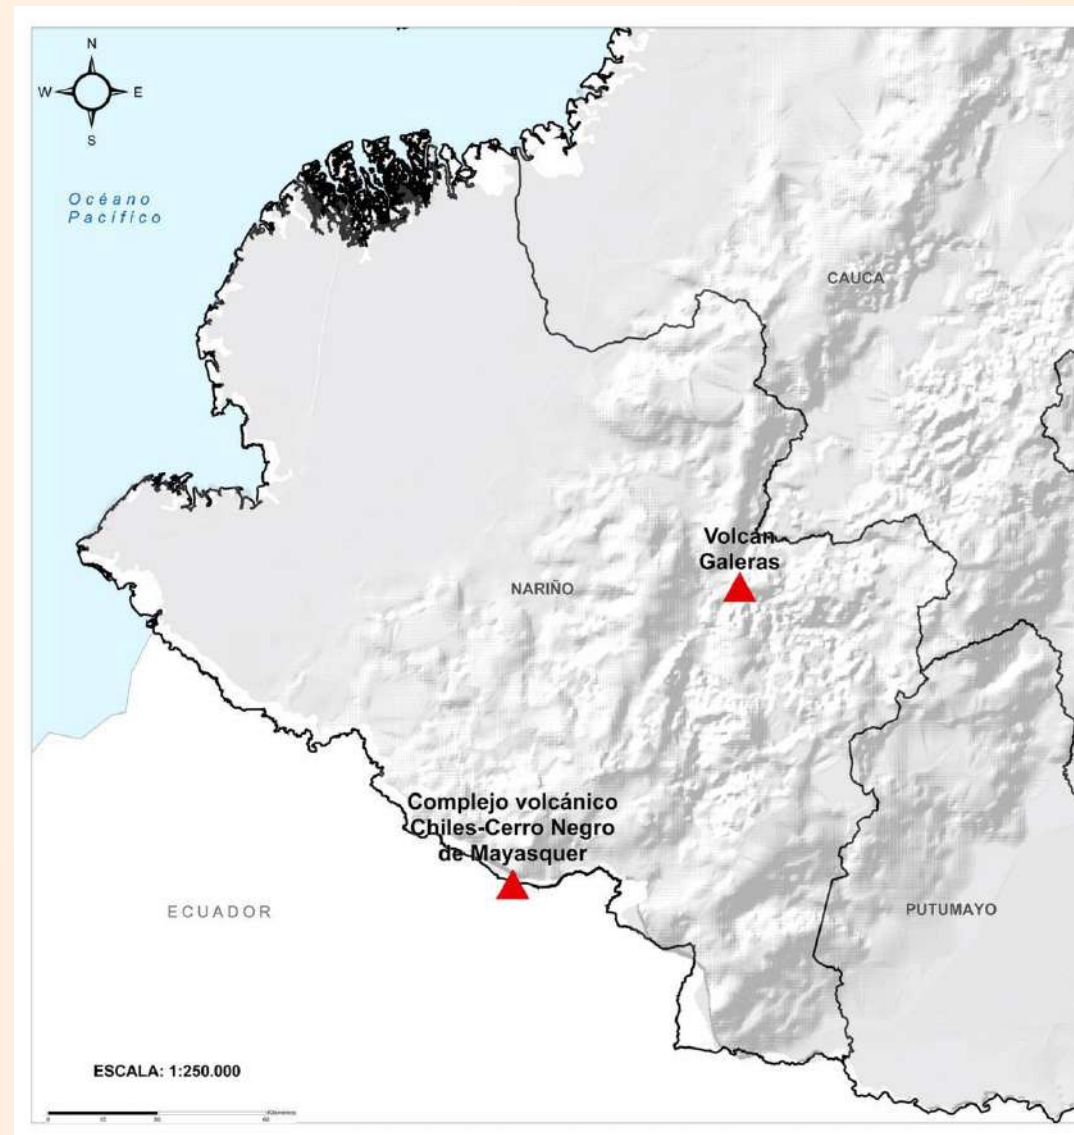 N
W E
S
Océano
Pacífico
CAUCA
Volcán
Galeras
NARIÑO
Complejo volcánico
Chiles-Cerro Negro
de Mayasquer
ECUADOR
PUTUMAYO
ESCALA: 1:250.000